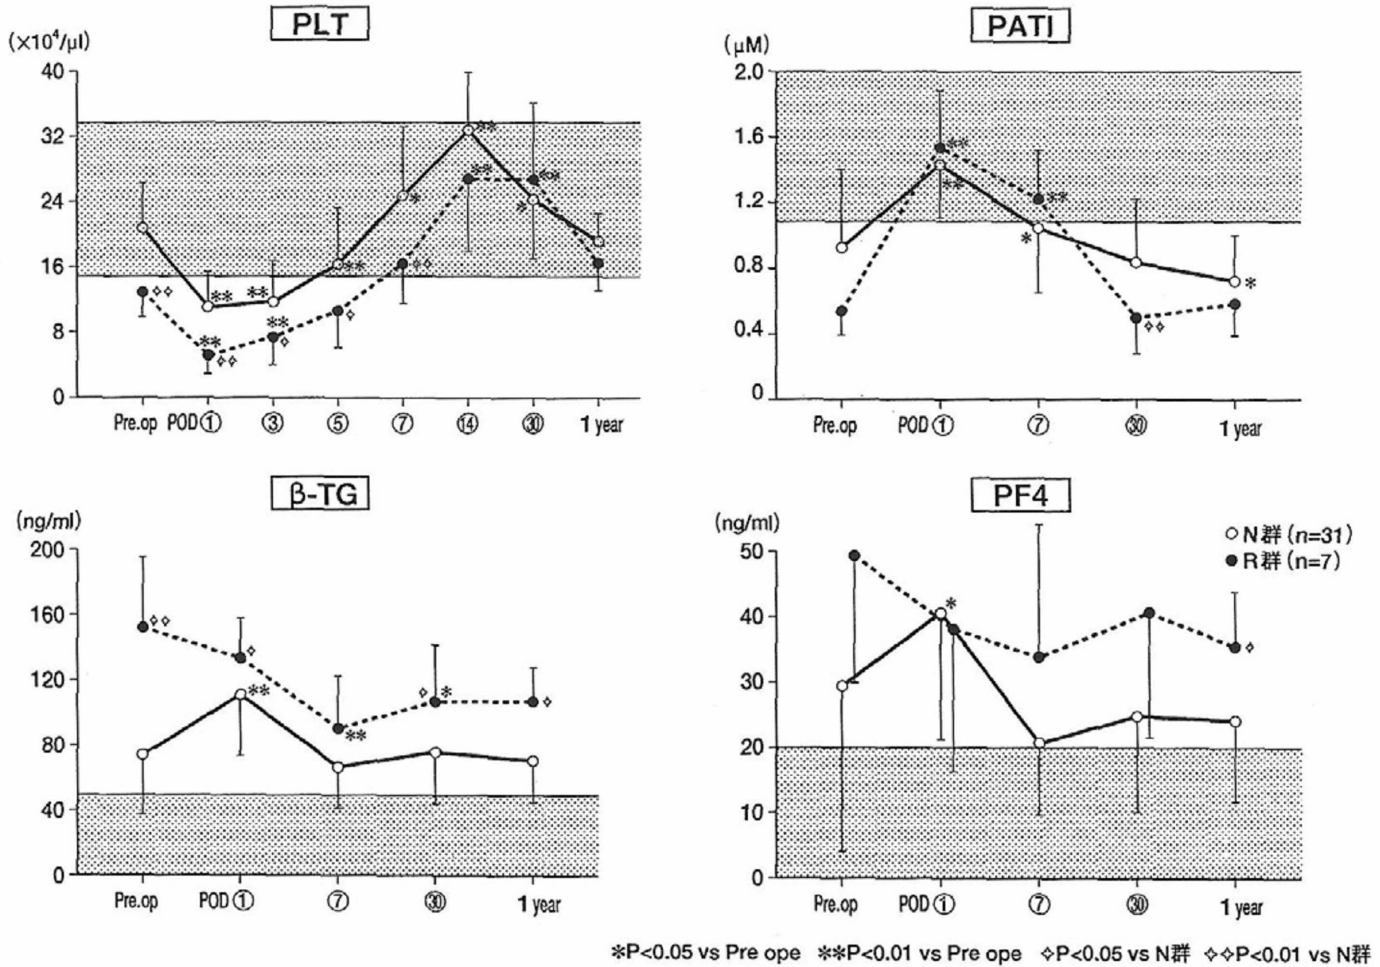 PLT
(×10⁴/μl)
40
32
24
16
8
0
Pre.op POD① ③ ⑤ ⑦ ⑭ ㉚ 1 year
** ** ** * ** *
✧✧ ** ✧✧ ** ✧ ✧ ✧✧ ** **
PATI
(μM)
2.0
1.6
1.2
0.8
0.4
0
Pre.op POD① ⑦ ㉚ 1 year
** ** ** * ✧✧ *
β-TG
(ng/ml)
200
160
120
80
40
0
Pre.op POD① ⑦ ㉚ 1 year
✧✧ ✧ ** ** ✧ * ✧
PF4
(ng/ml)
50
40
30
20
10
0
Pre.op POD① ⑦ ㉚ 1 year
* ✧
○N群(n=31)
●R群(n=7)
*P<0.05 vs Pre ope **P<0.01 vs Pre ope ✧P<0.05 vs N群 ✧✧P<0.01 vs N群